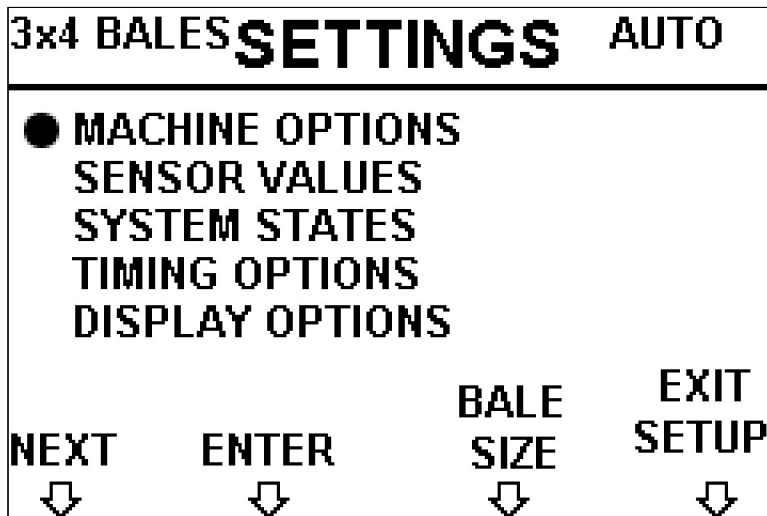 3x4 BALES SETTINGS AUTO
MACHINE OPTIONS
SENSOR VALUES
SYSTEM STATES
TIMING OPTIONS
DISPLAY OPTIONS
NEXT
ENTER
BALE
SIZE
EXIT
SETUP